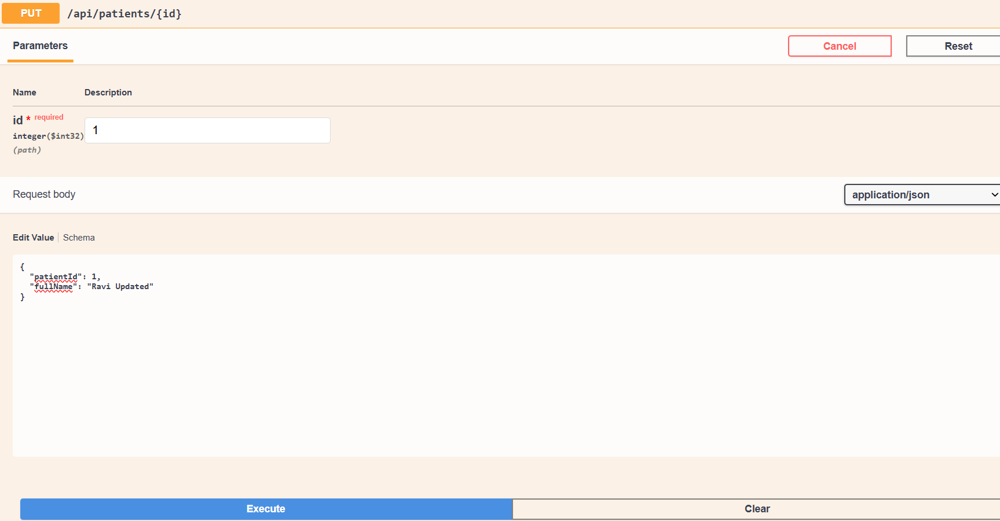 PUT /api/patients/{id}
Parameters
Cancel
Reset
Name Description
id * required
integer($int32)
(path)
1
Request body
application/json
Edit Value Schema
{
  "patientId": 1,
  "fullName": "Ravi Updated"
}
Execute
Clear